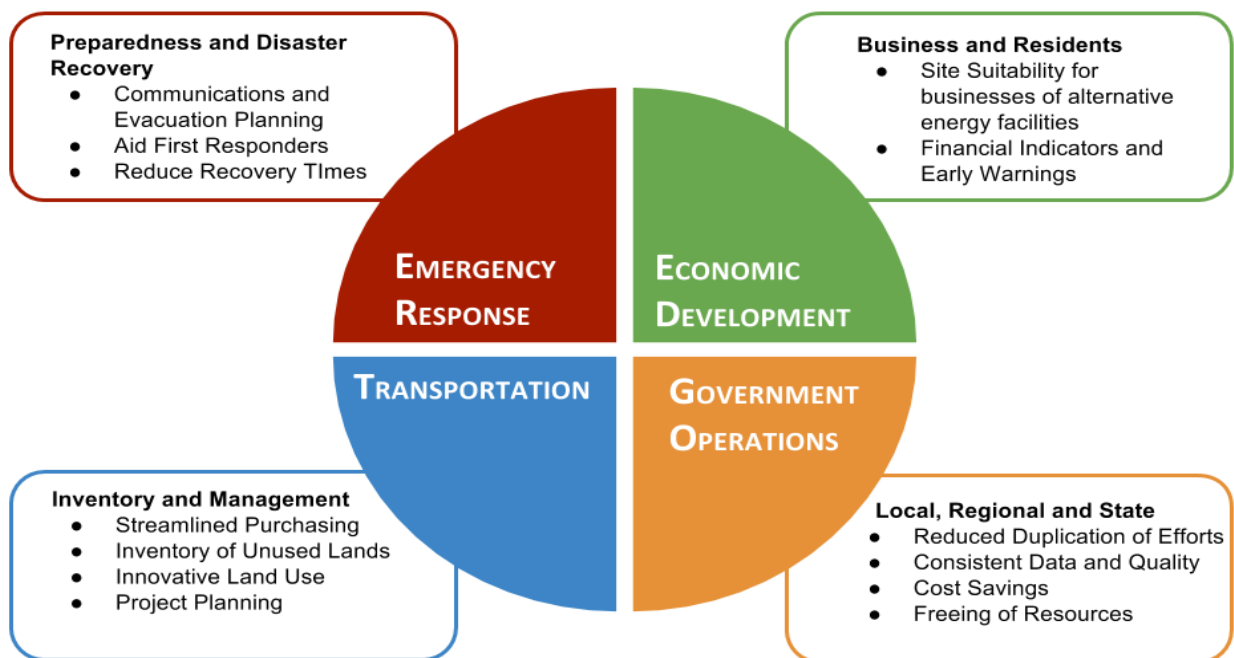 Preparedness and Disaster
Recovery
● Communications and
Evacuation Planning
● Aid First Responders
● Reduce Recovery TImes
Business and Residents
● Site Suitability for
businesses of alternative
energy facilities
● Financial Indicators and
Early Warnings
EMERGENCY
RESPONSE
ECONOMIC
DEVELOPMENT
TRANSPORTATION
GOVERNMENT
OPERATIONS
Inventory and Management
● Streamlined Purchasing
● Inventory of Unused Lands
● Innovative Land Use
● Project Planning
Local, Regional and State
● Reduced Duplication of Efforts
● Consistent Data and Quality
● Cost Savings
● Freeing of Resources